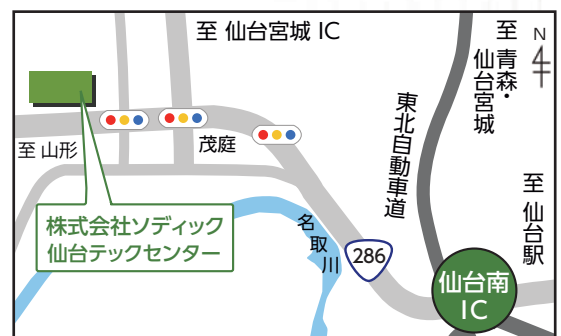 至 仙台宮城 IC
至
青森・
仙台宮城
N
至 山形
茂庭
東北自動車道
株式会社ソディック
仙台テックセンター
名取川
286
至 仙台駅
仙台南
IC